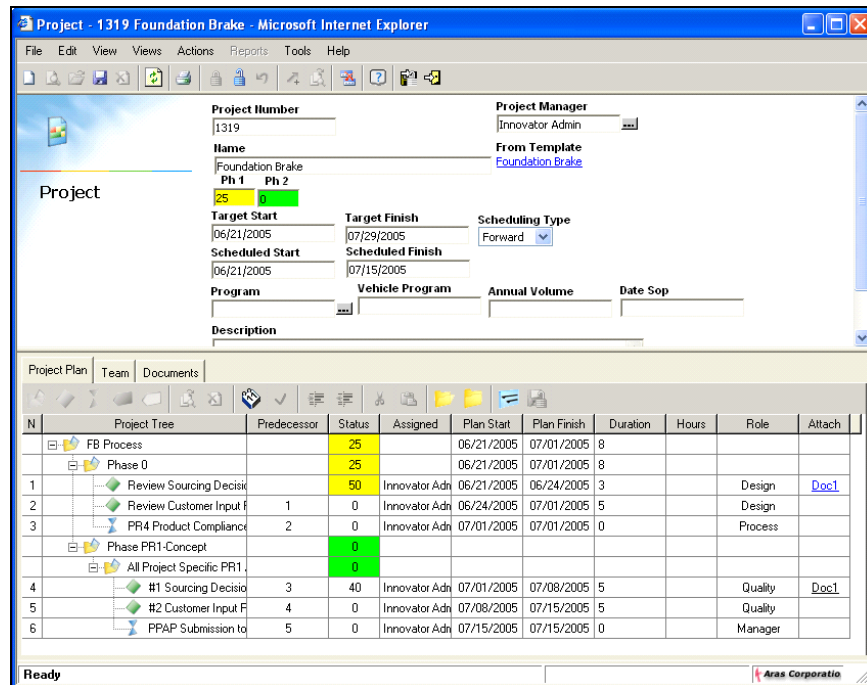 Project - 1319 Foundation Brake - Microsoft Internet Explorer
File Edit View Views Actions Reports Tools Help
Project
Project Number Project Manager
1319 Innovator Admin ...
Name From Template
Foundation Brake Foundation Brake
Ph 1 Ph 2
25 0
Target Start Target Finish Scheduling Type
06/21/2005 07/29/2005 Forward
Scheduled Start Scheduled Finish
06/21/2005 07/15/2005
Program Vehicle Program Annual Volume Date Sop
...
Description
Project Plan Team Documents
N Project Tree Predecessor Status Assigned Plan Start Plan Finish Duration Hours Role Attach
FB Process 25 06/21/2005 07/01/2005 8
Phase 0 25 06/21/2005 07/01/2005 8
1 Review Sourcing Decisio 50 Innovator Adn 06/21/2005 06/24/2005 3 Design Doc1
2 Review Customer Input F 1 0 Innovator Adn 06/24/2005 07/01/2005 5 Design
3 PR4 Product Compliance 2 0 Innovator Adn 07/01/2005 07/01/2005 0 Process
Phase PR1-Concept 0
All Project Specific PR1 0
4 #1 Sourcing Decisio 3 40 Innovator Adn 07/01/2005 07/08/2005 5 Quality Doc1
5 #2 Customer Input F 4 0 Innovator Adn 07/08/2005 07/15/2005 5 Quality
6 PPAP Submission to 5 0 Innovator Adn 07/15/2005 07/15/2005 0 Manager
Ready Aras Corporatio